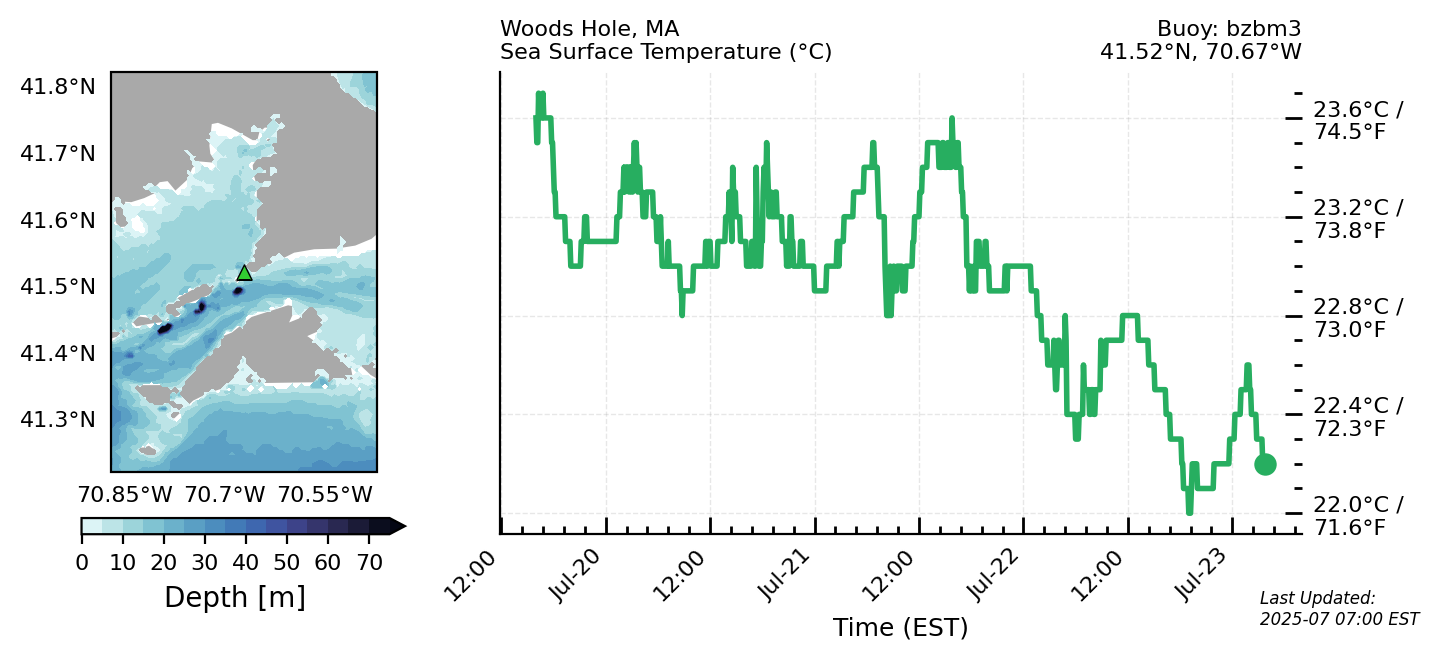 Woods Hole, MA
Sea Surface Temperature (°C)
Buoy: bzbm3
41.52°N, 70.67°W
41.8°N
41.7°N
41.6°N
41.5°N
41.4°N
41.3°N
70.85°W 70.7°W 70.55°W
0 10 20 30 40 50 60 70
Depth [m]
23.6°C /
74.5°F
23.2°C /
73.8°F
22.8°C /
73.0°F
22.4°C /
72.3°F
22.0°C /
71.6°F
12:00 Jul-20 12:00 Jul-21 12:00 Jul-22 12:00 Jul-23
Time (EST)
Last Updated:
2025-07 07:00 EST